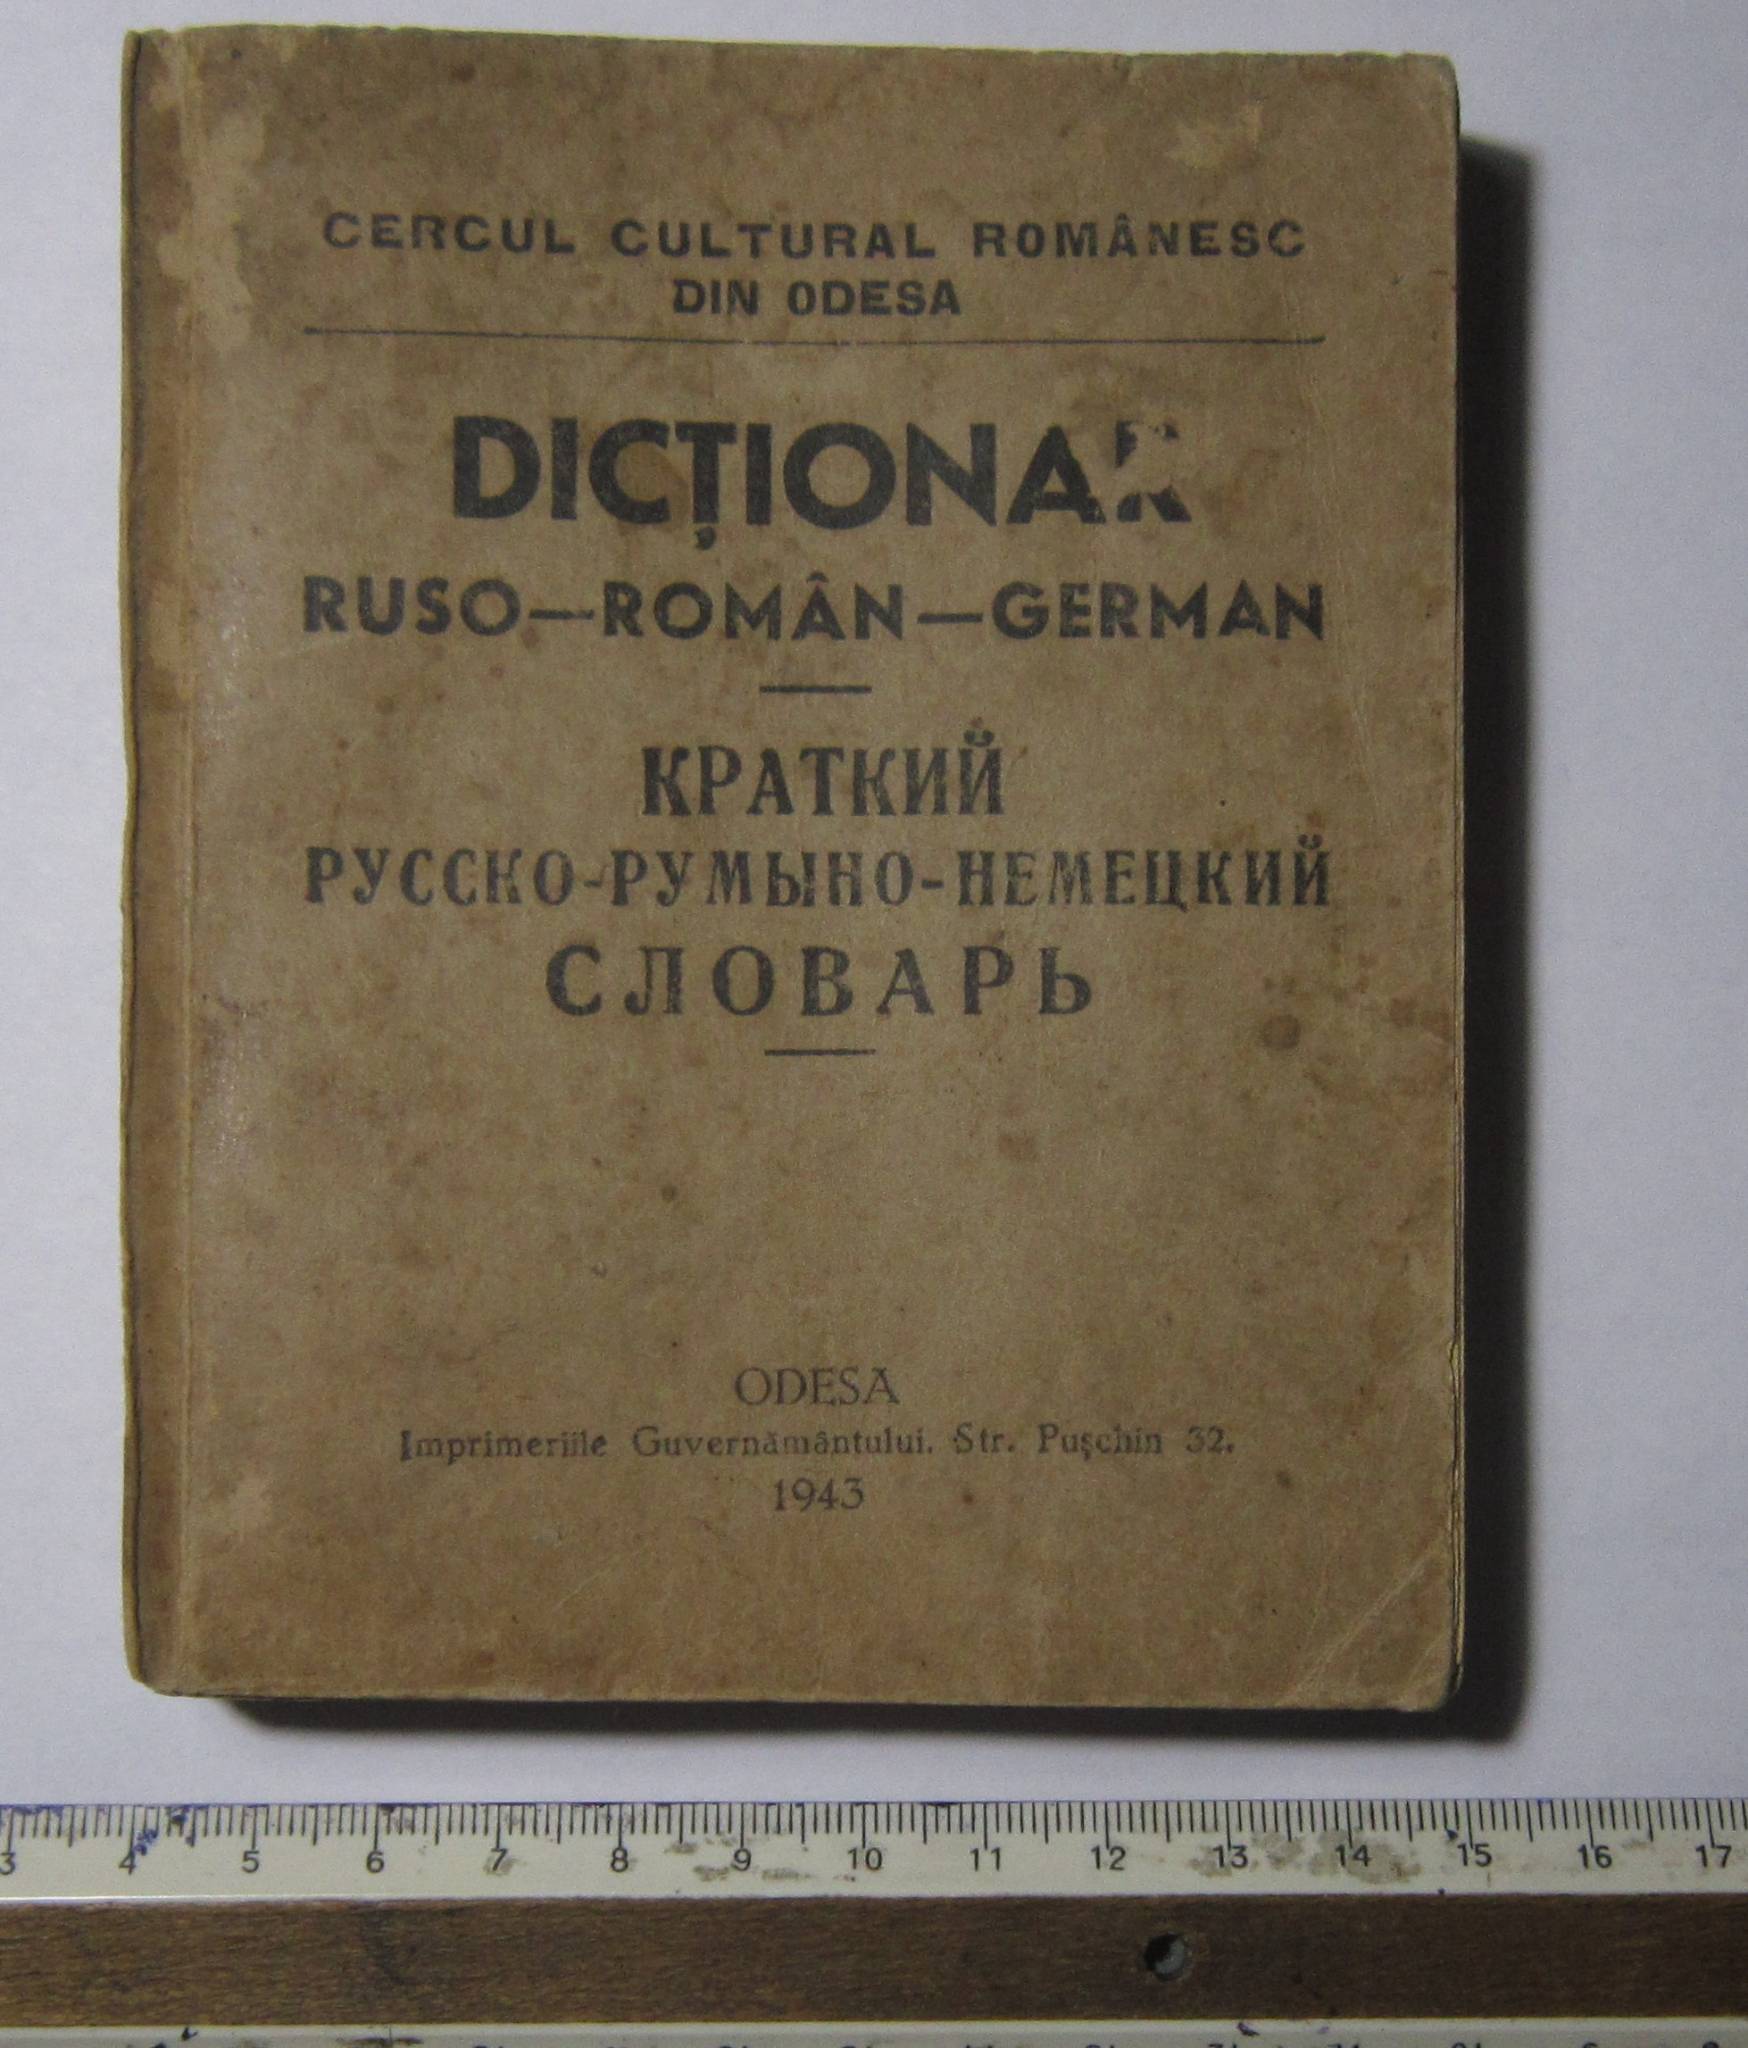 CERCUL CULTURAL ROMÂNESC
DIN ODESA
DICȚIONAR
RUSO—ROMÂN—GERMAN
КРАТКИЙ
РУССКО-РУМЫНО-НЕМЕЦКИЙ
СЛОВАРЬ
ODESA
Imprimeriile Guvernământului. Str. Pușchin 32.
1943
3 4 5 6 7 8 9 10 11 12 13 14 15 16 17